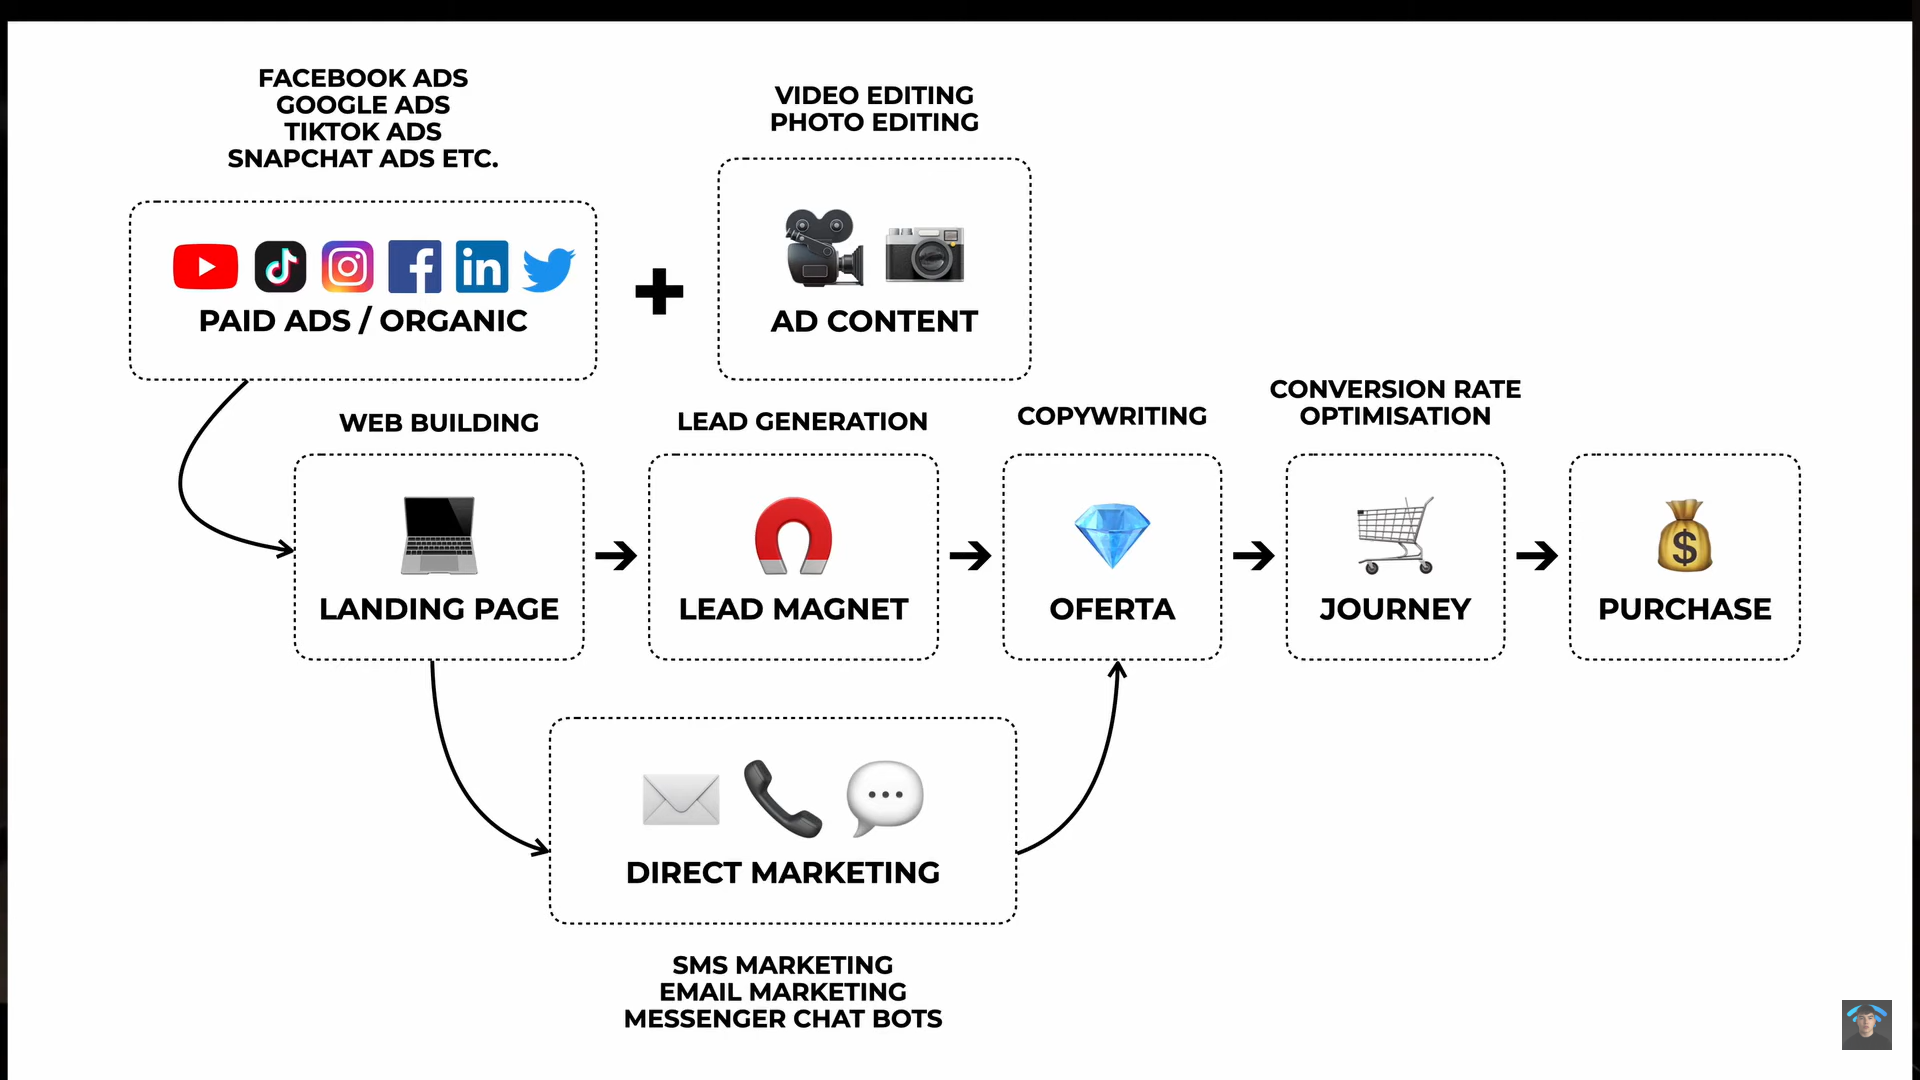 FACEBOOK ADS
GOOGLE ADS
TIKTOK ADS
SNAPCHAT ADS ETC.
PAID ADS / ORGANIC
VIDEO EDITING
PHOTO EDITING
AD CONTENT
WEB BUILDING
LANDING PAGE
LEAD GENERATION
LEAD MAGNET
COPYWRITING
OFERTA
CONVERSION RATE
OPTIMISATION
JOURNEY
PURCHASE
DIRECT MARKETING
SMS MARKETING
EMAIL MARKETING
MESSENGER CHAT BOTS